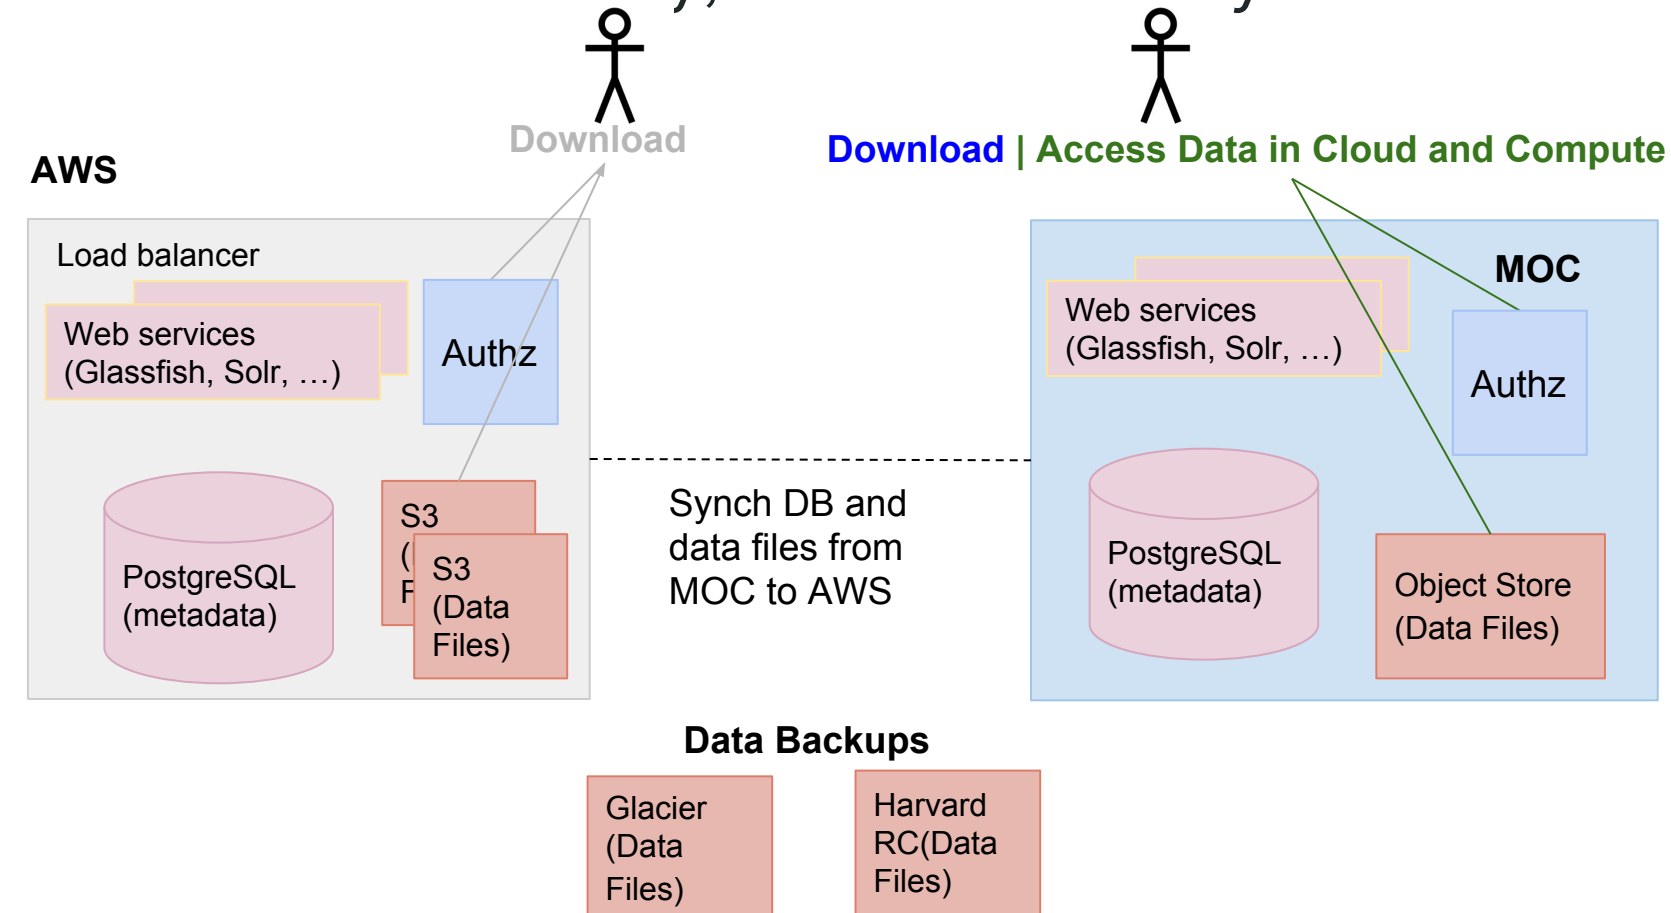 Download
Download | Access Data in Cloud and Compute
AWS
Load balancer
Web services
(Glassfish, Solr, …)
Authz
PostgreSQL
(metadata)
S3
S3
(Data
Files)
Synch DB and
data files from
MOC to AWS
MOC
Web services
(Glassfish, Solr, …)
Authz
PostgreSQL
(metadata)
Object Store
(Data Files)
Data Backups
Glacier
(Data
Files)
Harvard
RC(Data
Files)